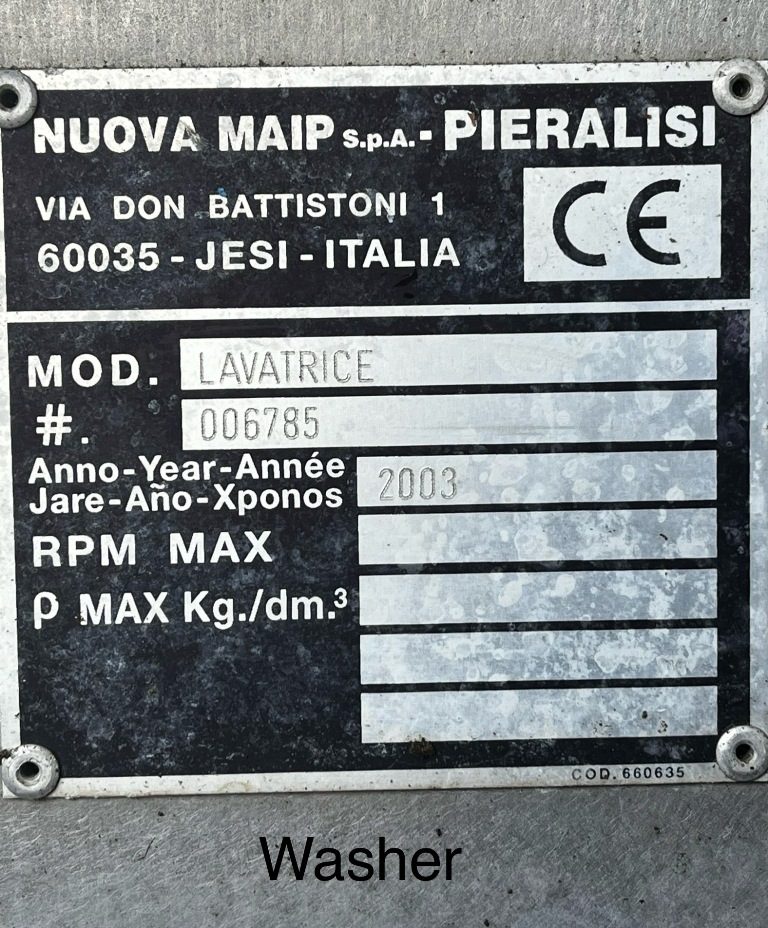 NUOVA MAIP S.p.A. - PIERALISI
VIA DON BATTISTONI 1
60035 - JESI - ITALIA
CE
MOD. LAVATRICE
#. 006785
Anno-Year-Année
Jare-Año-Xponos 2003
RPM MAX
ρ MAX Kg./dm.³
COD. 660635
Washer